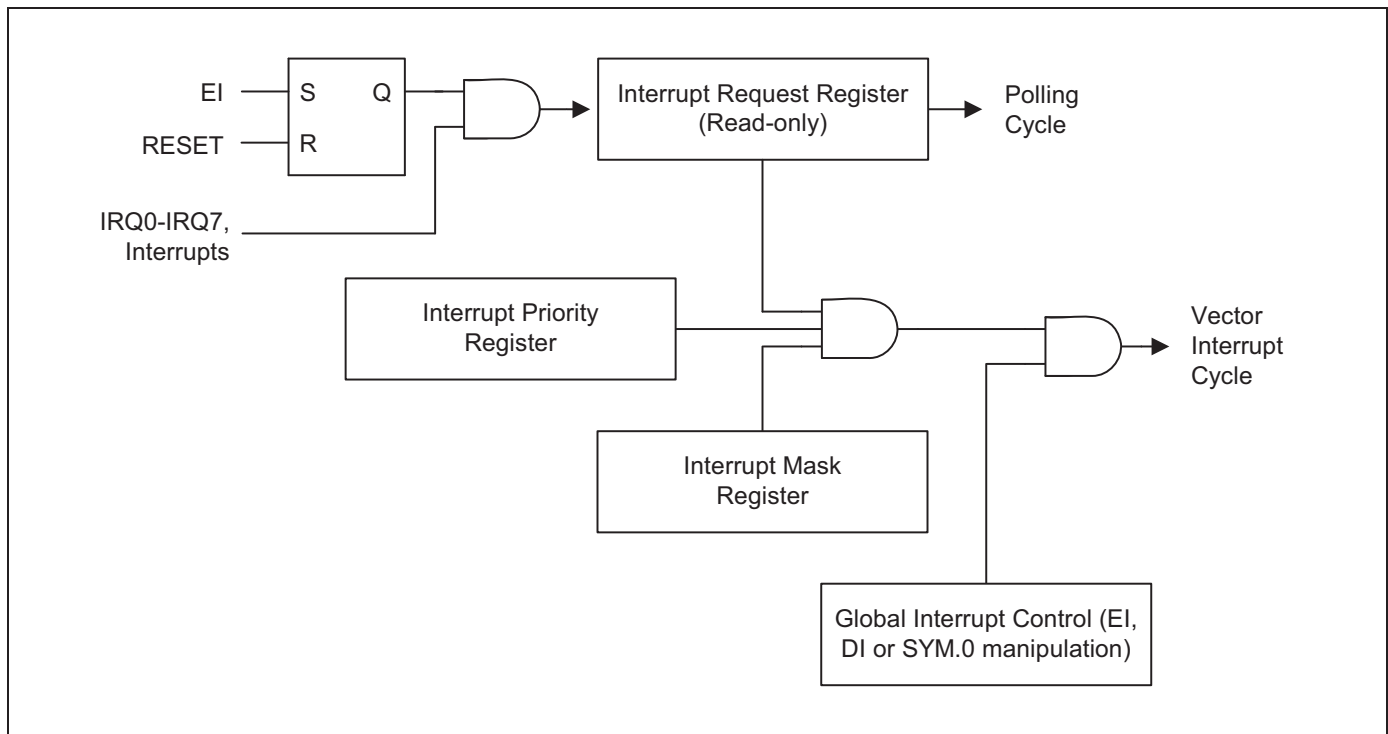 EI
S
Q
RESET
R
IRQ0-IRQ7,
Interrupts
Interrupt Request Register
(Read-only)
Polling
Cycle
Interrupt Priority
Register
Vector
Interrupt
Cycle
Interrupt Mask
Register
Global Interrupt Control (EI,
DI or SYM.0 manipulation)